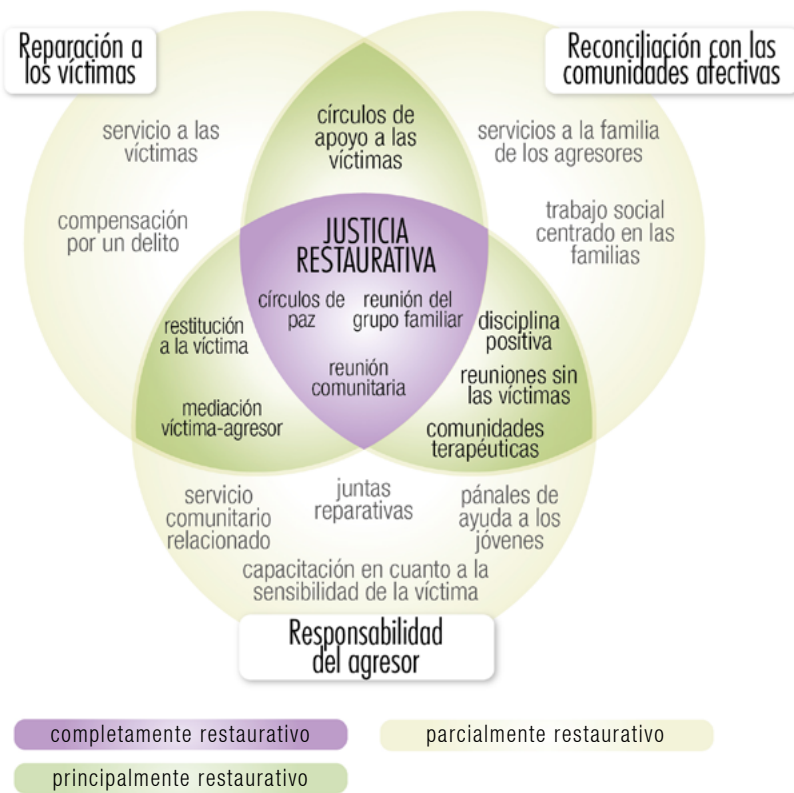 Reparación a
los víctimas
Reconciliación con las
comunidades afectivas
servicio a las
víctimas
compensación
por un delito
círculos de
apoyo a las
víctimas
servicios a la familia
de los agresores
trabajo social
centrado en las
familias
JUSTICIA
RESTAURATIVA
círculos de
paz
reunión del
grupo familiar
reunión
comunitaria
restitución
a la víctima
mediación
víctima-agresor
disciplina
positiva
reuniones sin
las víctimas
comunidades
terapéuticas
servicio
comunitario
relacionado
juntas
reparativas
pánales de
ayuda a los
jóvenes
capacitación en cuanto a la
sensibilidad de la víctima
Responsabilidad
del agresor
completamente restaurativo
parcialmente restaurativo
principalmente restaurativo